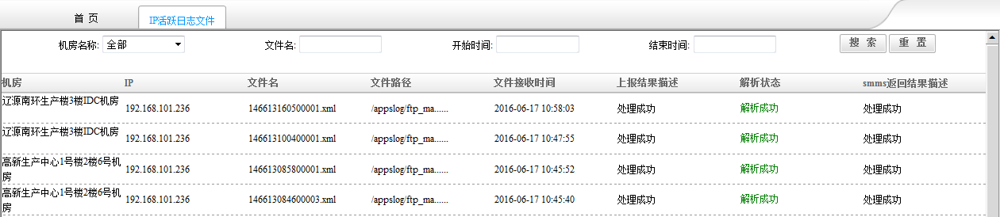 首 页 IP活跃日志文件
机房名称: 全部 文件名: 开始时间: 结束时间: 搜 索 重 置
机房 IP 文件名 文件路径 文件接收时间 上报结果描述 解析状态 smms返回结果描述
辽源南环生产楼3楼IDC机房 192.168.101.236 146613160500001.xml /appslog/ftp_ma...... 2016-06-17 10:58:03 处理成功 解析成功 处理成功
辽源南环生产楼3楼IDC机房 192.168.101.236 146613100400001.xml /appslog/ftp_ma...... 2016-06-17 10:47:55 处理成功 解析成功 处理成功
高新生产中心1号楼2楼6号机
房 192.168.101.236 146613085800001.xml /appslog/ftp_ma...... 2016-06-17 10:45:52 处理成功 解析成功 处理成功
高新生产中心1号楼2楼6号机
房 192.168.101.236 146613084600003.xml /appslog/ftp_ma...... 2016-06-17 10:45:40 处理成功 解析成功 处理成功